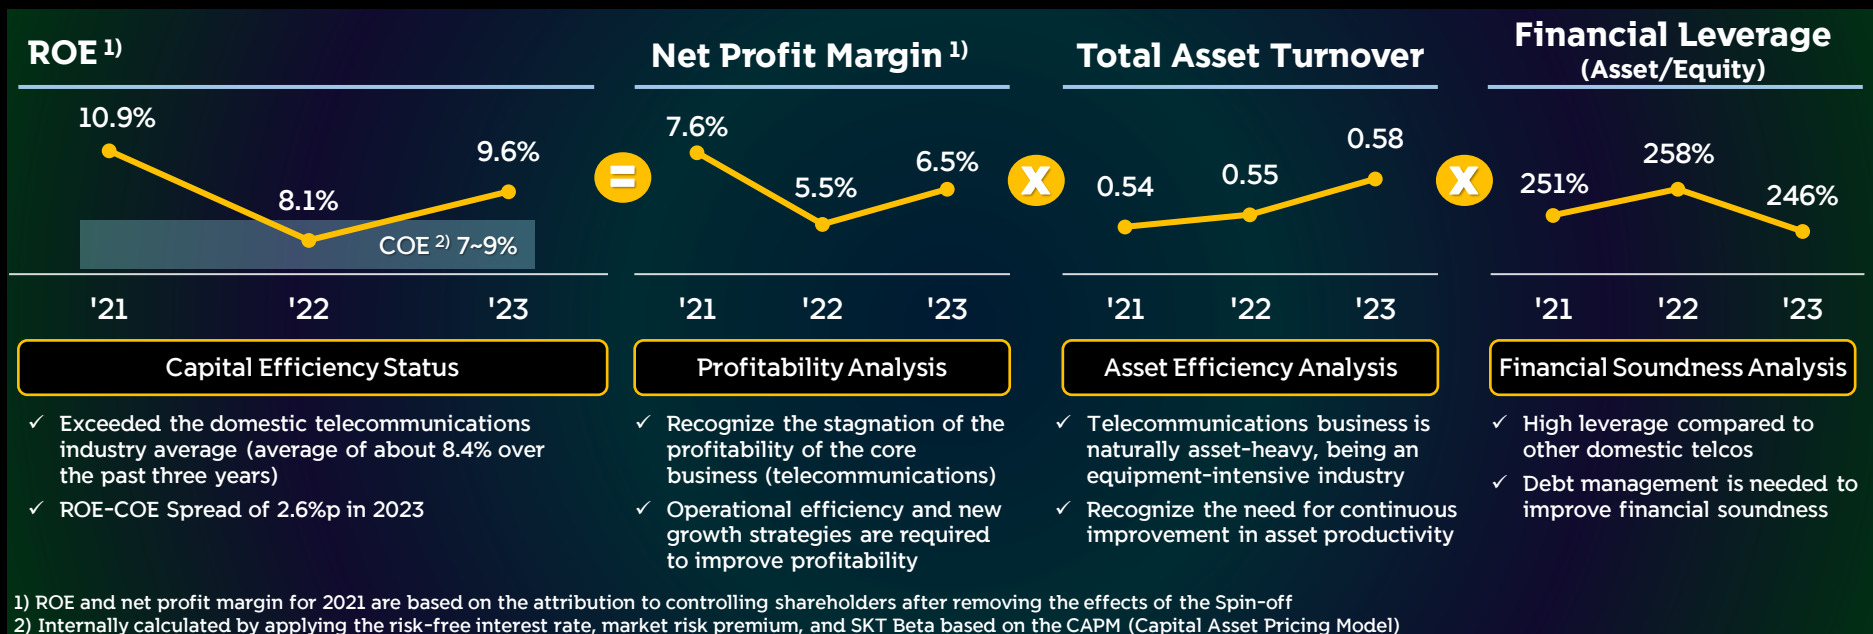 ROE 1)
10.9%
8.1%
9.6%
COE 2) 7~9%
'21 '22 '23
Capital Efficiency Status
✓ Exceeded the domestic telecommunications
industry average (average of about 8.4% over
the past three years)
✓ ROE-COE Spread of 2.6%p in 2023
=
Net Profit Margin 1)
7.6%
5.5%
6.5%
'21 '22 '23
Profitability Analysis
✓ Recognize the stagnation of the
profitability of the core
business (telecommunications)
✓ Operational efficiency and new
growth strategies are required
to improve profitability
X
Total Asset Turnover
0.54
0.55
0.58
'21 '22 '23
Asset Efficiency Analysis
✓ Telecommunications business is
naturally asset-heavy, being an
equipment-intensive industry
✓ Recognize the need for continuous
improvement in asset productivity
X
Financial Leverage
(Asset/Equity)
251%
258%
246%
'21 '22 '23
Financial Soundness Analysis
✓ High leverage compared to
other domestic telcos
✓ Debt management is needed to
improve financial soundness
1) ROE and net profit margin for 2021 are based on the attribution to controlling shareholders after removing the effects of the Spin-off
2) Internally calculated by applying the risk-free interest rate, market risk premium, and SKT Beta based on the CAPM (Capital Asset Pricing Model)